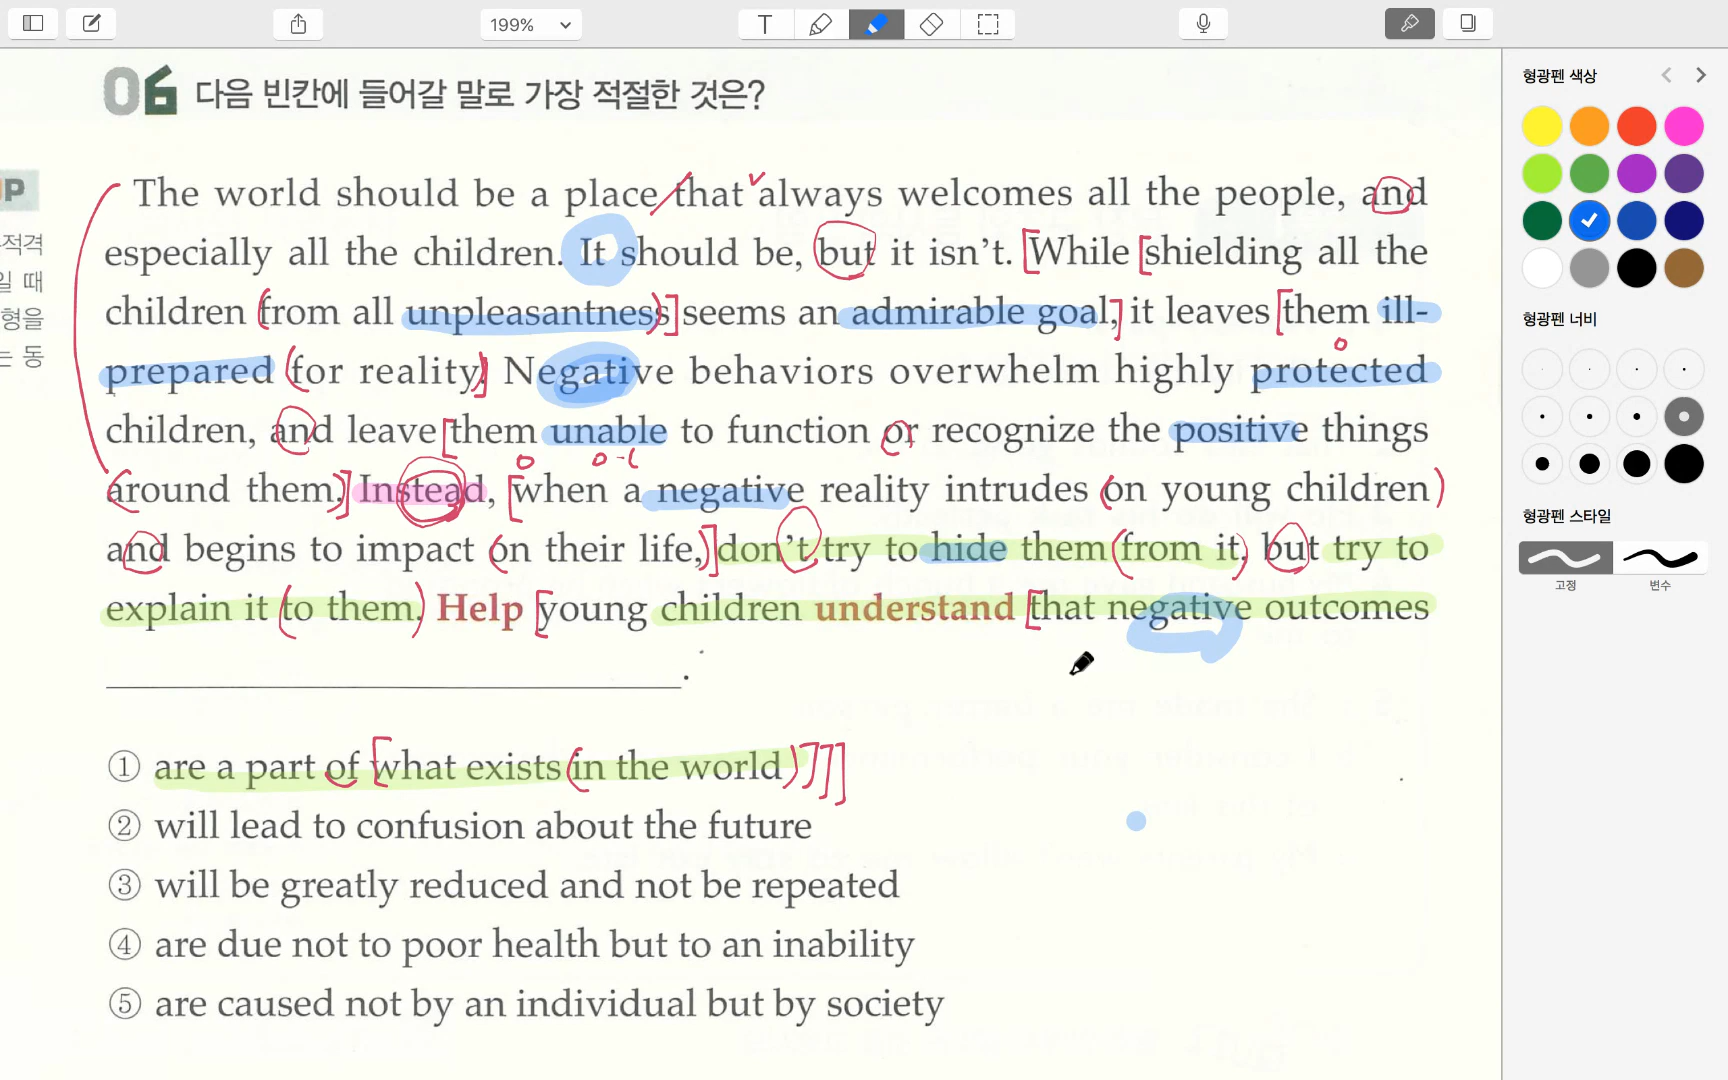 199%
T
06 다음 빈칸에 들어갈 말로 가장 적절한 것은?
The world should be a place that always welcomes all the people, and
especially all the children. It should be, but it isn't. While shielding all the
children from all unpleasantness seems an admirable goal, it leaves them ill-
prepared for reality. Negative behaviors overwhelm highly protected
children, and leave them unable to function or recognize the positive things
around them. Instead, when a negative reality intrudes on young children
and begins to impact on their life, don't try to hide them from it, but try to
explain it to them. Help young children understand that negative outcomes
.
① are a part of what exists in the world
② will lead to confusion about the future
③ will be greatly reduced and not be repeated
④ are due not to poor health but to an inability
⑤ are caused not by an individual but by society
P
적격
일 때
형을
는 동
형광펜 색상
형광펜 너비
형광펜 스타일
고정
변수